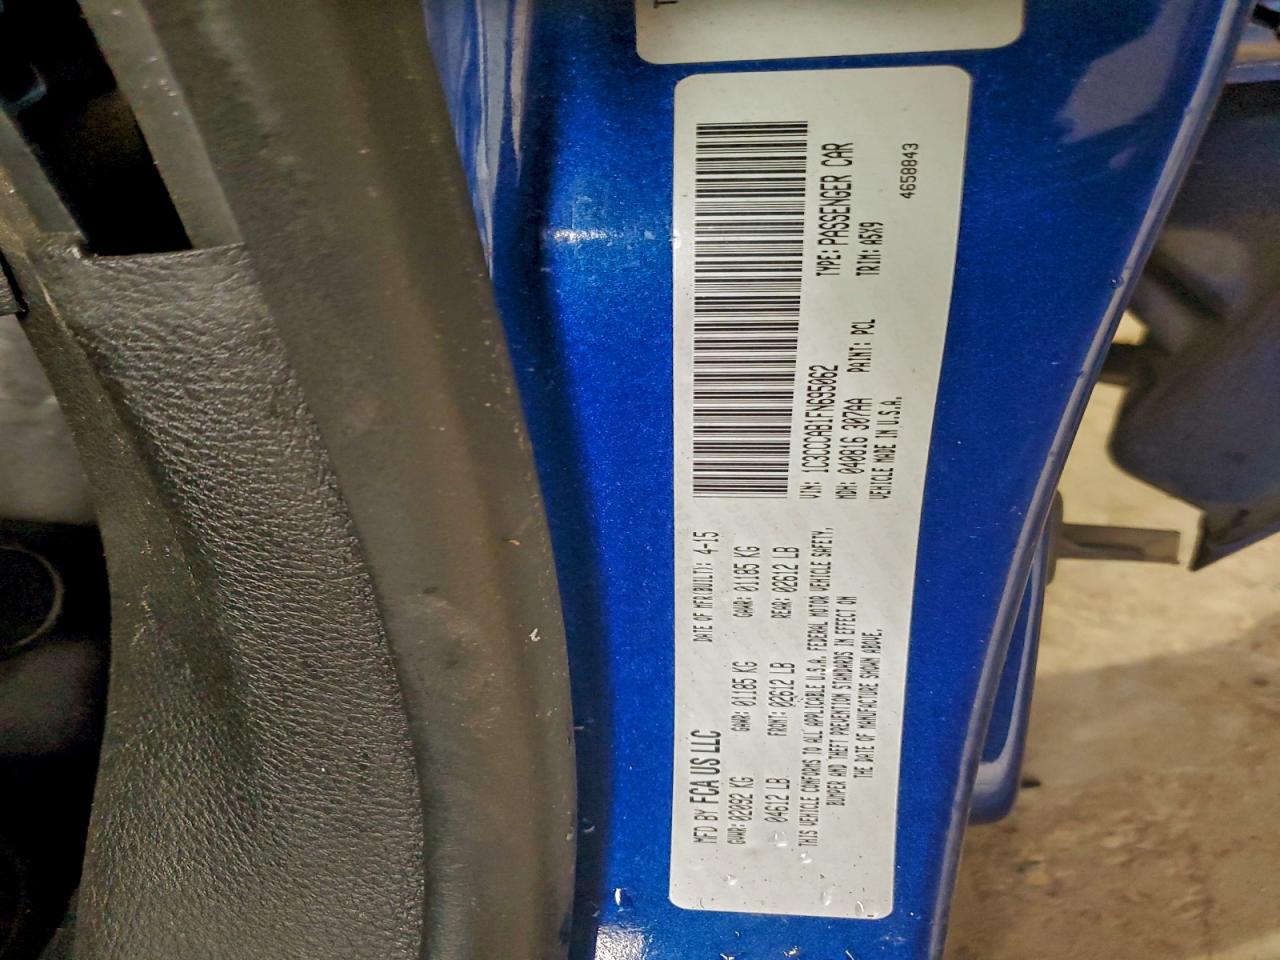 MFD BY FCA US LLC DATE OF MFR(BUILT): 4-15
GVWR: 02092 KG GAWR: 01185 KG GAWR: 01185 KG
04612 LB FRNT: 02612 LB REAR: 02612 LB
THIS VEHICLE CONFORMS TO ALL APPLICABLE U.S.A. FEDERAL MOTOR VEHICLE SAFETY,
BUMPER AND THEFT PREVENTION STANDARDS IN EFFECT ON
THE DATE OF MANUFACTURE SHOWN ABOVE.
VIN: 1C3CCCAB1FN695062 TYPE: PASSENGER CAR
MDH: 040816 307AA PAINT: PCL TRIM: A5X9
VEHICLE MADE IN U.S.A. 4658843